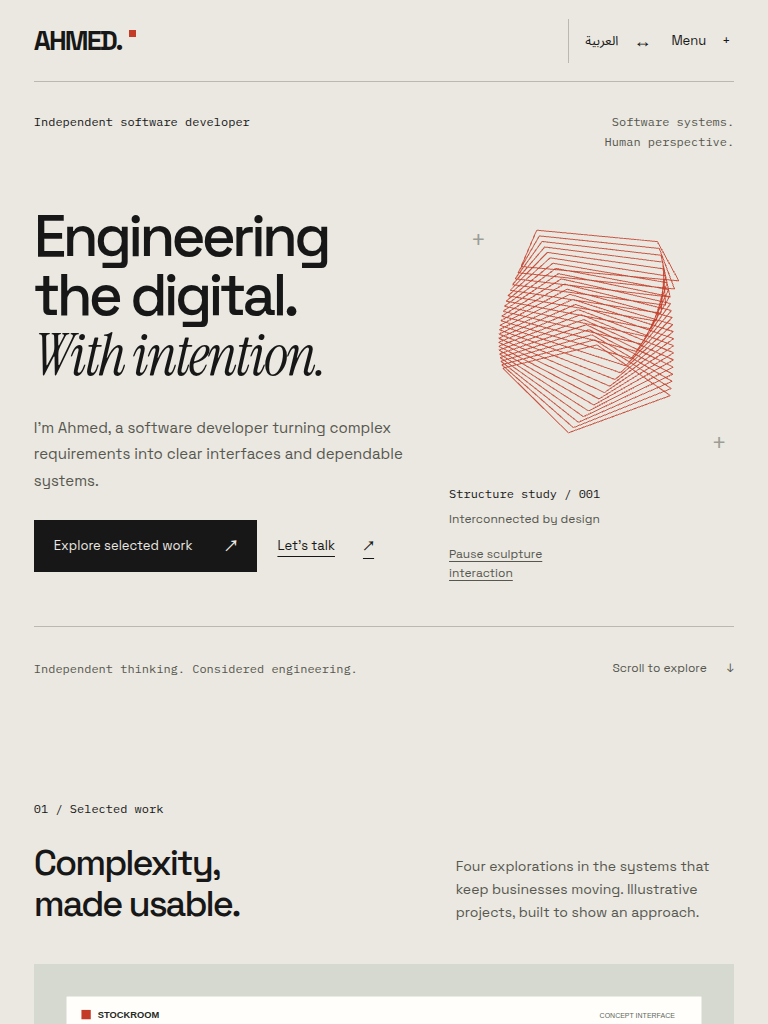 AHMED.
العربية ↔ Menu +
Independent software developer
Software systems.
Human perspective.
Engineering
the digital.
With intention.
I'm Ahmed, a software developer turning complex
requirements into clear interfaces and dependable
systems.
Explore selected work ↗
Let's talk ↗
Structure study / 001
Interconnected by design
Pause sculpture
interaction
Independent thinking. Considered engineering.
Scroll to explore ↓
01 / Selected work
Complexity,
made usable.
Four explorations in the systems that
keep businesses moving. Illustrative
projects, built to show an approach.
STOCKROOM
CONCEPT INTERFACE